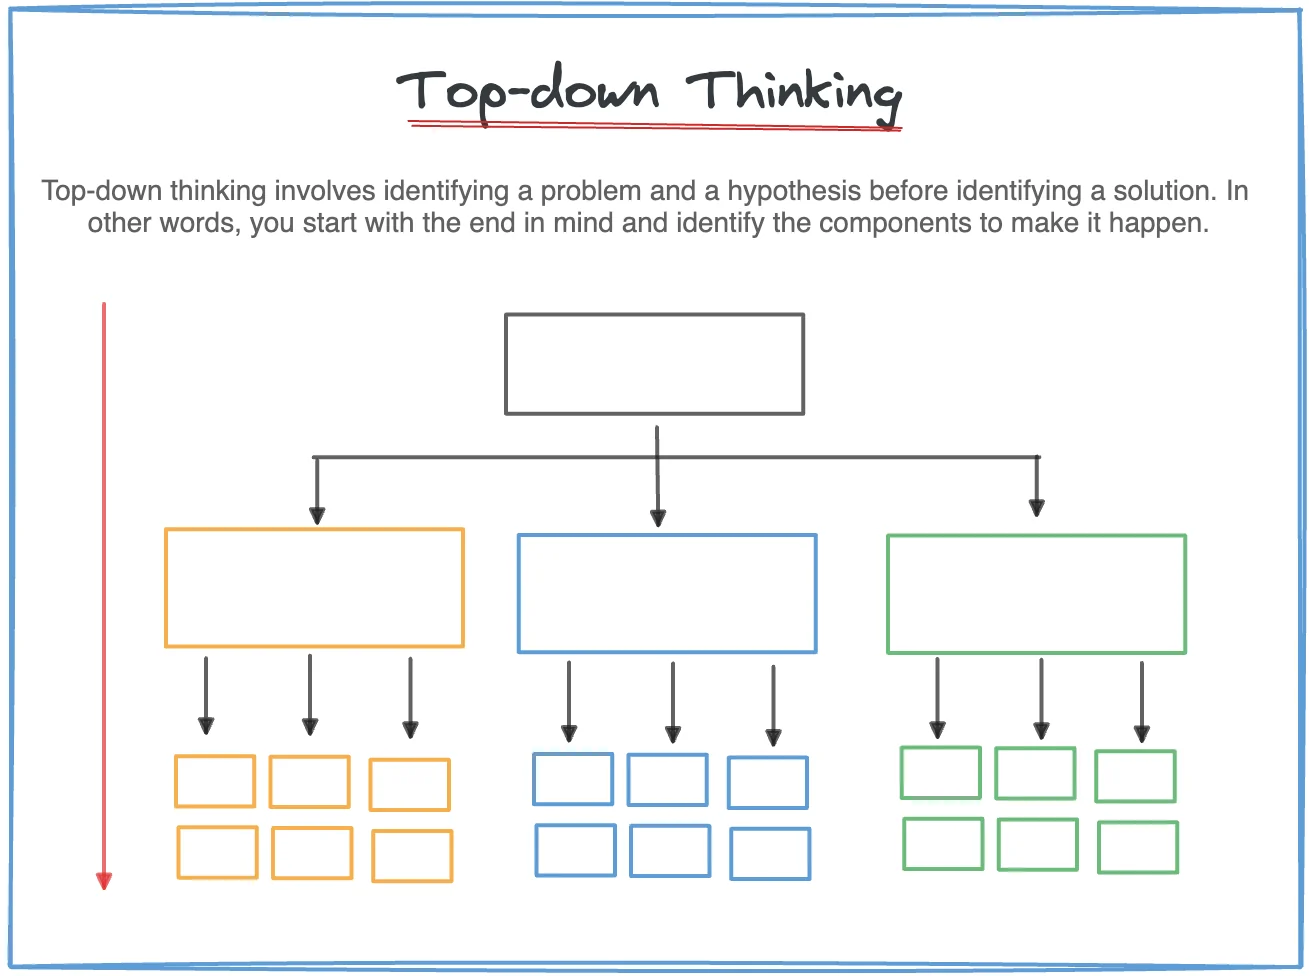 Top-down Thinking
Top-down thinking involves identifying a problem and a hypothesis before identifying a solution. In
other words, you start with the end in mind and identify the components to make it happen.